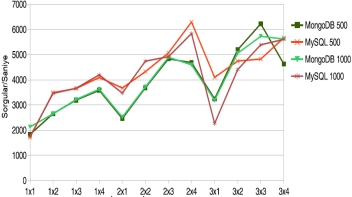 7000
6000
5000
4000
3000
2000
1000
0
Sorgular/Saniye
1x1 1x2 1x3 1x4 2x1 2x2 2x3 2x4 3x1 3x2 3x3 3x4
MongoDB 500
MySQL 500
MongoDB 1000
MySQL 1000